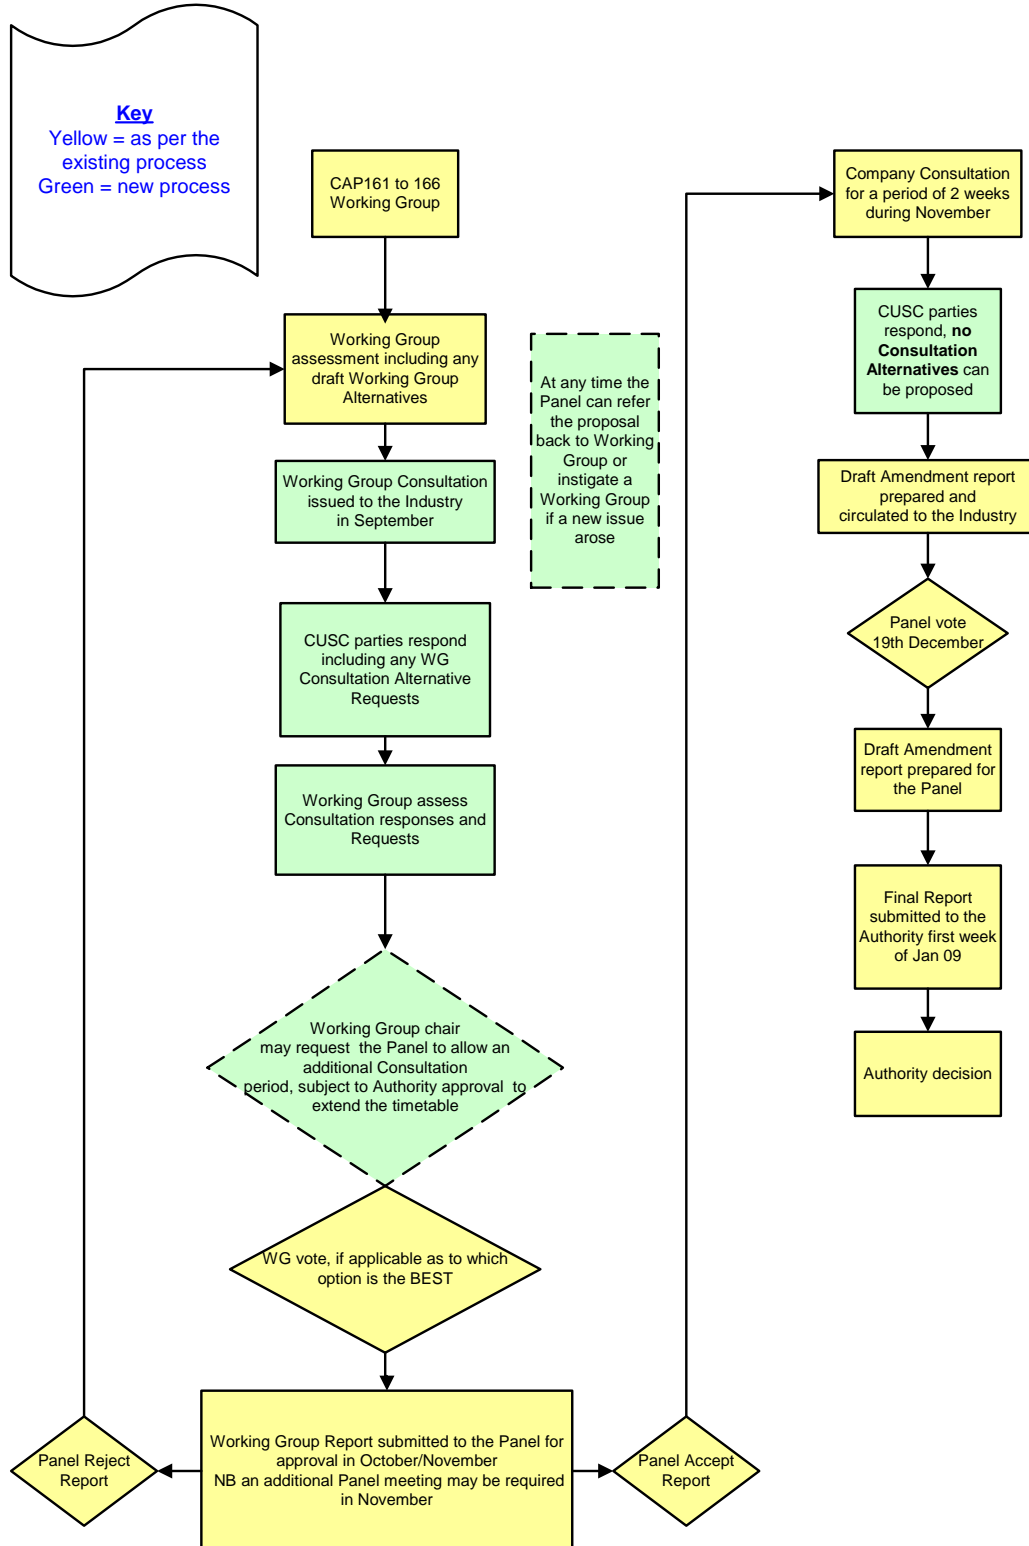 Key
Yellow = as per the
existing process
Green = new process
CAP161 to 166
Working Group
Working Group
assessment including any
draft Working Group
Alternatives
Working Group Consultation
issued to the Industry
in September
CUSC parties respond
including any WG
Consultation Alternative
Requests
Working Group assess
Consultation responses and
Requests
Working Group chair
may request the Panel to allow an
additional Consultation
period, subject to Authority approval to
extend the timetable
WG vote, if applicable as to which
option is the BEST
Working Group Report submitted to the Panel for
approval in October/November
NB an additional Panel meeting may be required
in November
Panel Reject
Report
Panel Accept
Report
At any time the
Panel can refer
the proposal
back to Working
Group or
instigate a
Working Group
if a new issue
arose
Company Consultation
for a period of 2 weeks
during November
CUSC parties
respond, no
Consultation
Alternatives can
be proposed
Draft Amendment report
prepared and
circulated to the Industry
Panel vote
19th December
Draft Amendment
report prepared for
the Panel
Final Report
submitted to the
Authority first week
of Jan 09
Authority decision